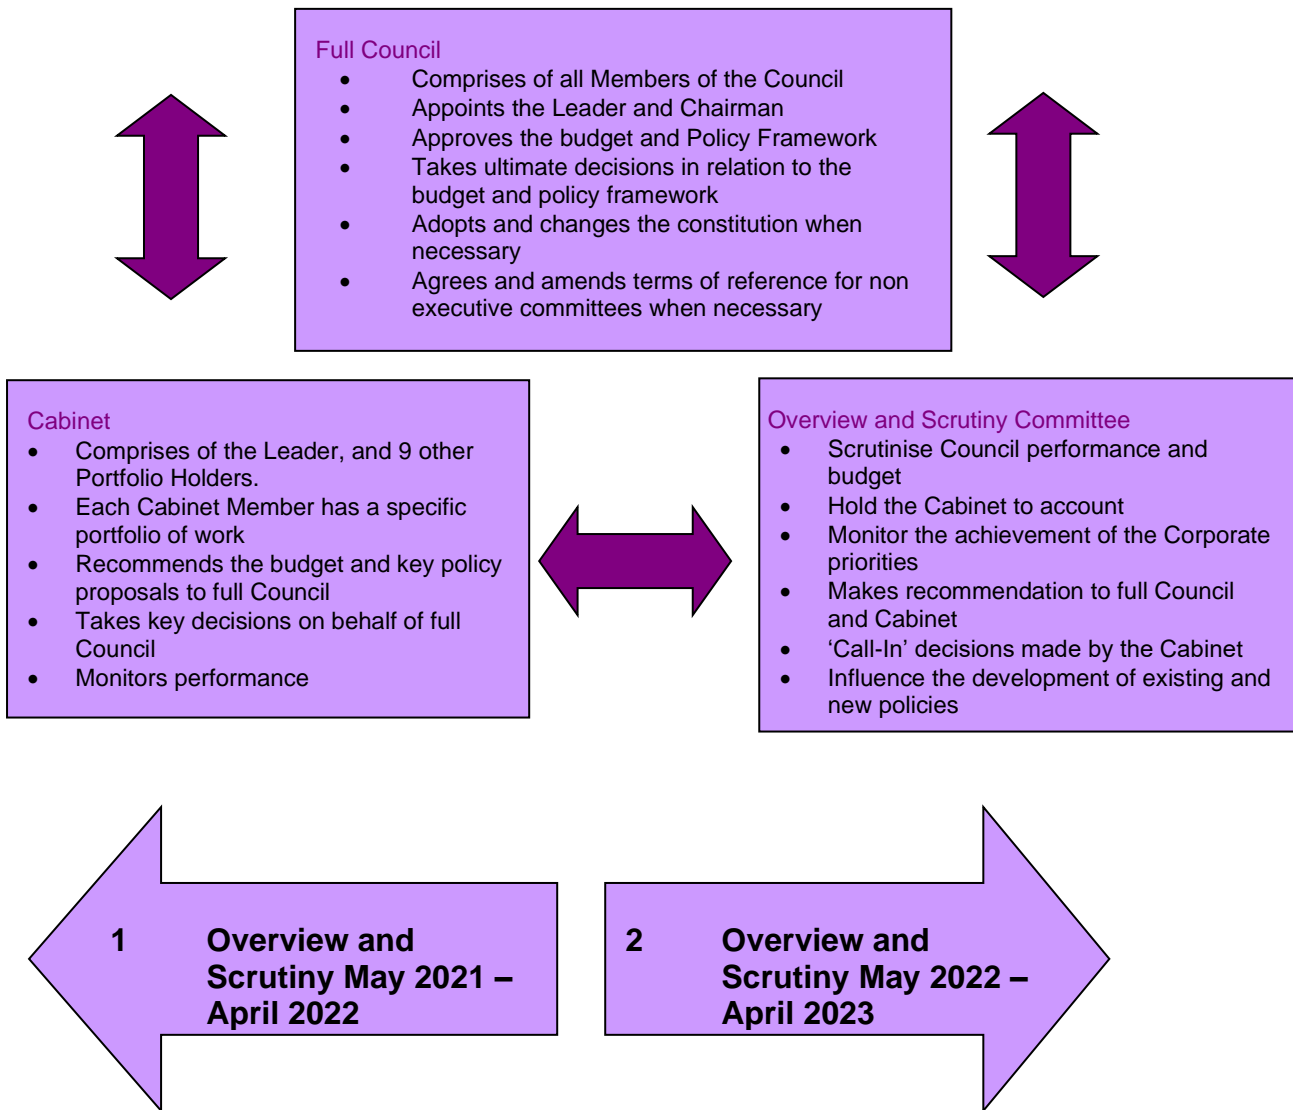 Full Council
• Comprises of all Members of the Council
• Appoints the Leader and Chairman
• Approves the budget and Policy Framework
• Takes ultimate decisions in relation to the
budget and policy framework
• Adopts and changes the constitution when
necessary
• Agrees and amends terms of reference for non
executive committees when necessary
Cabinet
• Comprises of the Leader, and 9 other
Portfolio Holders.
• Each Cabinet Member has a specific
portfolio of work
• Recommends the budget and key policy
proposals to full Council
• Takes key decisions on behalf of full
Council
• Monitors performance
Overview and Scrutiny Committee
• Scrutinise Council performance and
budget
• Hold the Cabinet to account
• Monitor the achievement of the Corporate
priorities
• Makes recommendation to full Council
and Cabinet
• ‘Call-In’ decisions made by the Cabinet
• Influence the development of existing and
new policies
1 Overview and
Scrutiny May 2021 –
April 2022
2 Overview and
Scrutiny May 2022 –
April 2023